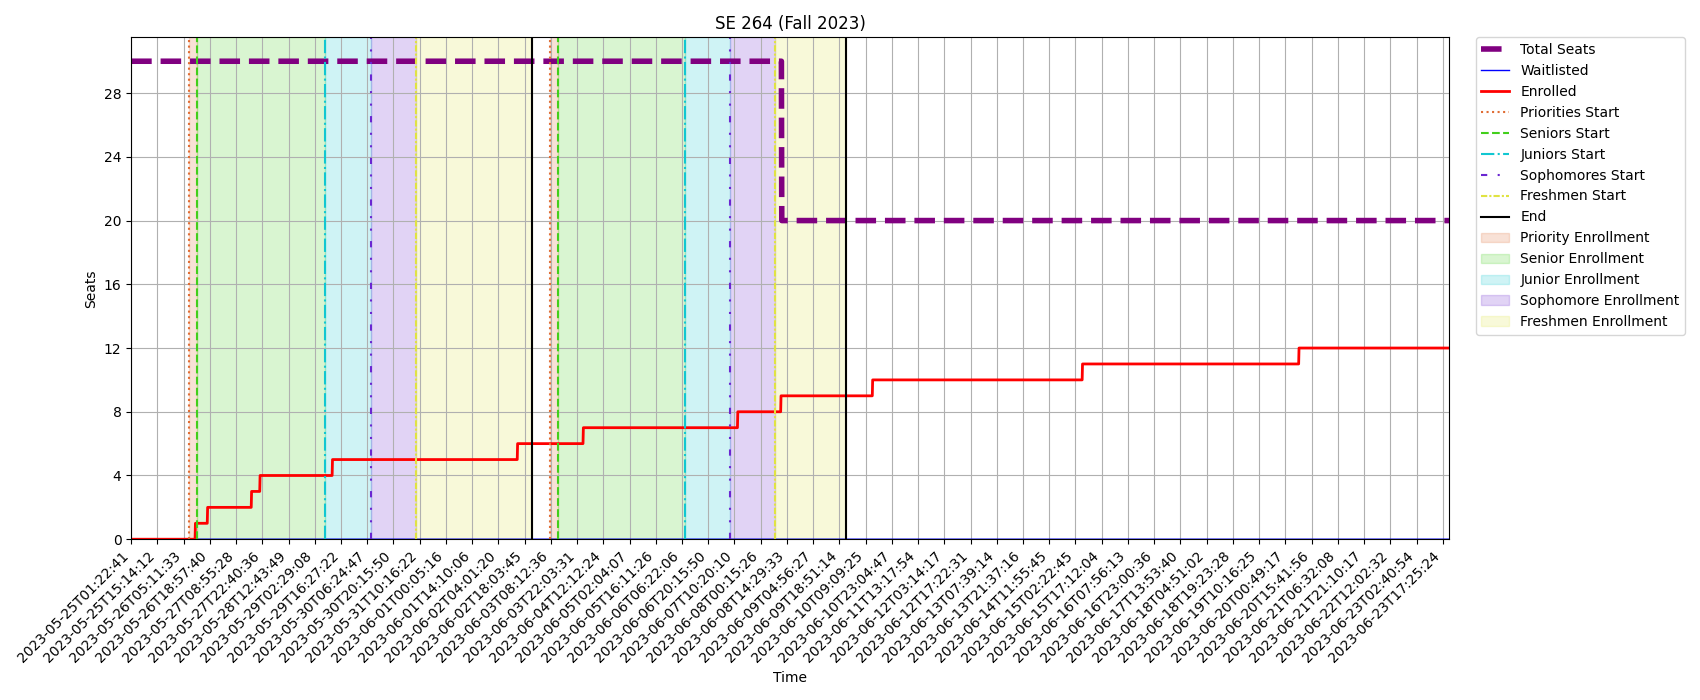 SE 264 (Fall 2023)
Seats
28
24
20
16
12
8
4
0
2023-05-25T01:22:41
2023-05-25T15:14:12
2023-05-26T05:11:33
2023-05-26T18:57:40
2023-05-27T08:55:28
2023-05-27T22:40:36
2023-05-28T12:43:49
2023-05-29T02:29:08
2023-05-29T16:27:22
2023-05-30T06:24:47
2023-05-30T20:15:50
2023-05-31T10:16:22
2023-06-01T00:05:16
2023-06-01T14:10:06
2023-06-02T04:01:20
2023-06-02T18:03:45
2023-06-03T08:12:36
2023-06-03T22:03:31
2023-06-04T12:12:24
2023-06-05T02:04:07
2023-06-05T16:11:26
2023-06-06T06:22:06
2023-06-06T20:15:50
2023-06-07T10:20:10
2023-06-08T00:15:26
2023-06-08T14:29:33
2023-06-09T04:56:27
2023-06-09T18:51:14
2023-06-10T09:09:25
2023-06-10T23:04:47
2023-06-11T13:17:54
2023-06-12T03:14:17
2023-06-12T17:22:31
2023-06-13T07:39:14
2023-06-13T21:37:16
2023-06-14T11:55:45
2023-06-15T02:22:45
2023-06-15T17:12:04
2023-06-16T07:56:13
2023-06-16T23:00:36
2023-06-17T13:53:40
2023-06-18T04:51:02
2023-06-18T19:23:28
2023-06-19T10:16:25
2023-06-20T00:49:17
2023-06-20T15:41:56
2023-06-21T06:32:08
2023-06-21T21:10:17
2023-06-22T12:02:32
2023-06-23T02:40:54
2023-06-23T17:25:24
Time
Total Seats
Waitlisted
Enrolled
Priorities Start
Seniors Start
Juniors Start
Sophomores Start
Freshmen Start
End
Priority Enrollment
Senior Enrollment
Junior Enrollment
Sophomore Enrollment
Freshmen Enrollment